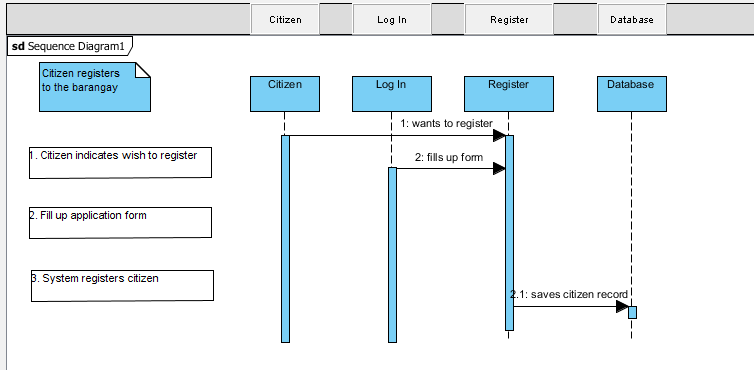 Citizen Log In Register Database
sd Sequence Diagram1
Citizen registers
to the barangay
Citizen Log In Register Database
1: wants to register
1. Citizen indicates wish to register
2: fills up form
2. Fill up application form
3. System registers citizen
2.1: saves citizen record